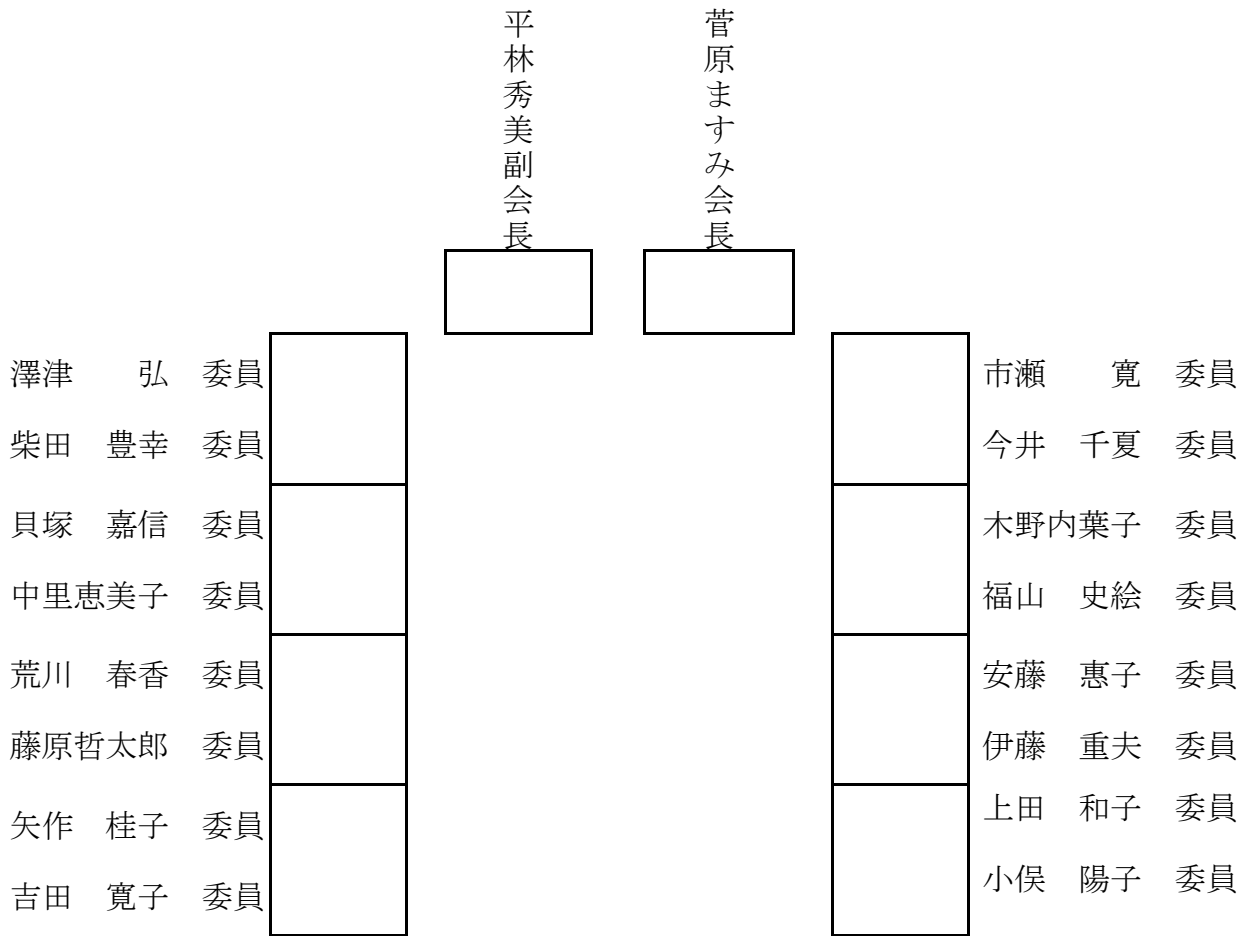 菅原ますみ会長
平林秀美副会長
澤津　　弘　委員
柴田　豊幸　委員
貝塚　嘉信　委員
中里恵美子　委員
荒川　春香　委員
藤原哲太郎　委員
矢作　桂子　委員
吉田　寛子　委員
市瀬　　寛　委員
今井　千夏　委員
木野内葉子　委員
福山　史絵　委員
安藤　惠子　委員
伊藤　重夫　委員
上田　和子　委員
小俣　陽子　委員